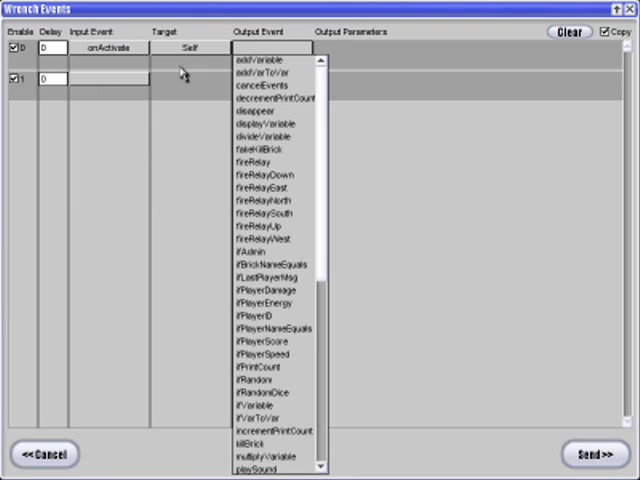 Wrench Events
Enable Delay Input Event Target Output Event Output Parameters Clear Copy
0 0 onActivate Self
1 0
addVariable
addVarToVar
cancelEvents
decrementPrintCount
disappear
displayVariable
divideVariable
fakeKillBrick
fireRelay
fireRelayDown
fireRelayEast
fireRelayNorth
fireRelaySouth
fireRelayUp
fireRelayWest
ifAdmin
ifBrickNameEquals
ifLastPlayerMsg
ifPlayerDamage
ifPlayerEnergy
ifPlayerID
ifPlayerNameEquals
ifPlayerScore
ifPlayerSpeed
ifPrintCount
ifRandom
ifRandomDice
ifVariable
ifVarToVar
incrementPrintCount
killBrick
multiplyVariable
playSound
<<Cancel Send>>